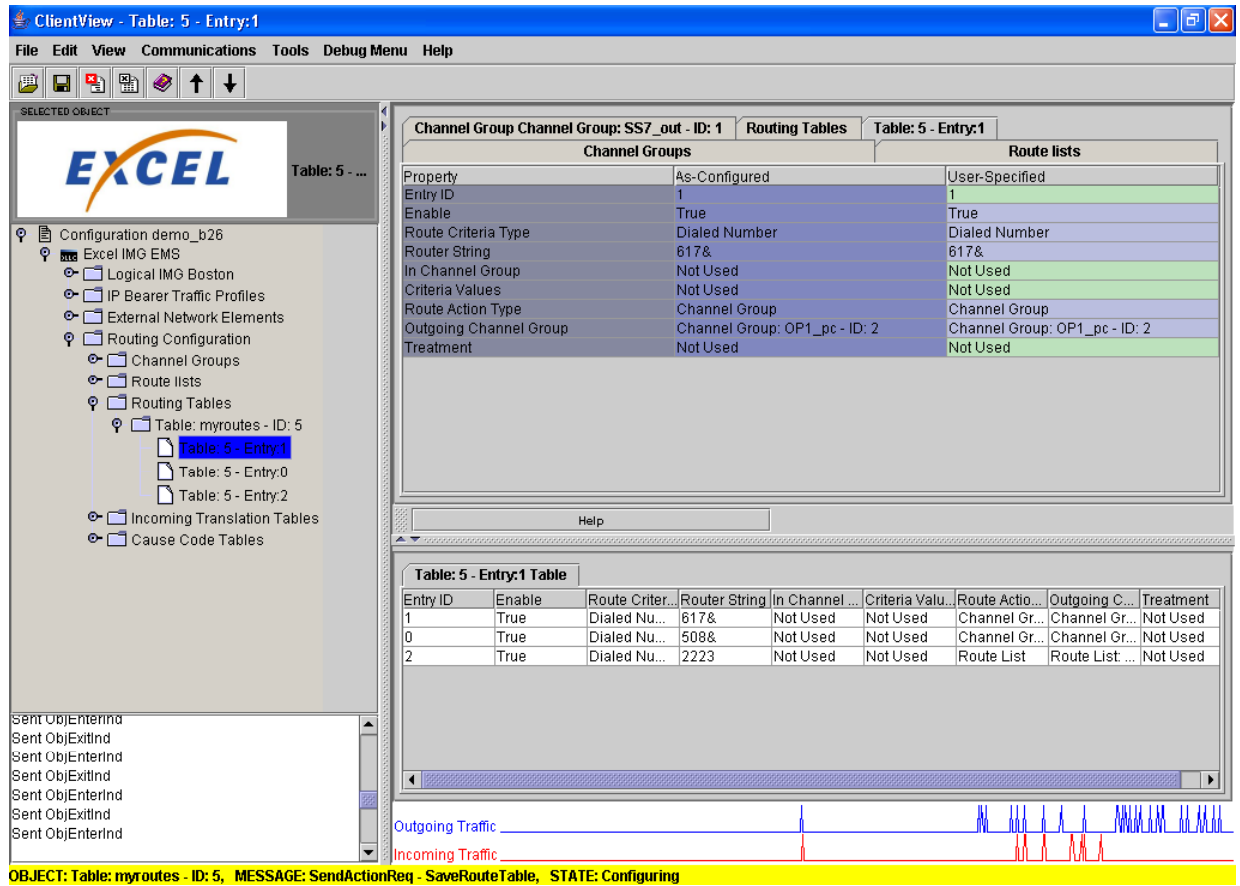 ClientView - Table: 5 - Entry:1
File Edit View Communications Tools Debug Menu Help
SELECTED OBJECT
EXCEL
Table: 5 - ...
Configuration demo_b26
Excel IMG EMS
Logical IMG Boston
IP Bearer Traffic Profiles
External Network Elements
Routing Configuration
Channel Groups
Route lists
Routing Tables
Table: myroutes - ID: 5
Table: 5 - Entry:1
Table: 5 - Entry:0
Table: 5 - Entry:2
Incoming Translation Tables
Cause Code Tables
Sent ObjEnterInd
Sent ObjExitInd
Sent ObjEnterInd
Sent ObjExitInd
Sent ObjEnterInd
Sent ObjExitInd
Sent ObjEnterInd
Channel Group Channel Group: SS7_out - ID: 1 Routing Tables Table: 5 - Entry:1
Channel Groups Route lists
Property As-Configured User-Specified
Entry ID 1 1
Enable True True
Route Criteria Type Dialed Number Dialed Number
Router String 617& 617&
In Channel Group Not Used Not Used
Criteria Values Not Used Not Used
Route Action Type Channel Group Channel Group
Outgoing Channel Group Channel Group: OP1_pc - ID: 2 Channel Group: OP1_pc - ID: 2
Treatment Not Used Not Used
Help
Table: 5 - Entry:1 Table
Entry ID Enable Route Criter... Router String In Channel ... Criteria Valu... Route Actio... Outgoing C... Treatment
1 True Dialed Nu... 617& Not Used Not Used Channel Gr... Channel Gr... Not Used
0 True Dialed Nu... 508& Not Used Not Used Channel Gr... Channel Gr... Not Used
2 True Dialed Nu... 2223 Not Used Not Used Route List Route List: ... Not Used
Outgoing Traffic
Incoming Traffic
OBJECT: Table: myroutes - ID: 5, MESSAGE: SendActionReq - SaveRouteTable, STATE: Configuring